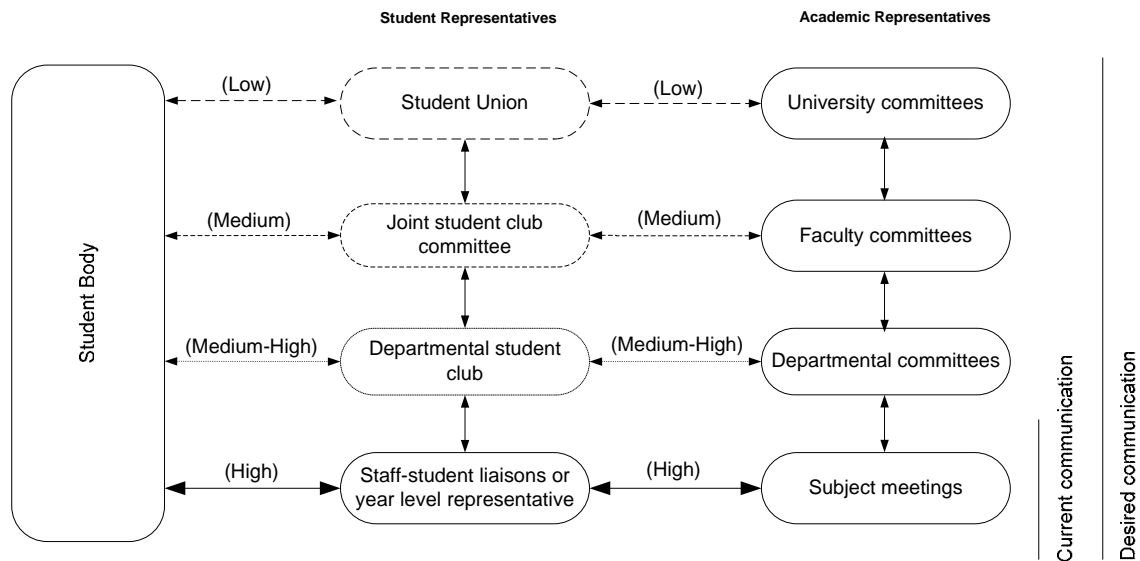 Student Representatives
Academic Representatives
Student Body
(Low)
Student Union
(Low)
University committees
(Medium)
Joint student club
committee
(Medium)
Faculty committees
(Medium-High)
Departmental student
club
(Medium-High)
Departmental committees
(High)
Staff-student liaisons or
year level representative
(High)
Subject meetings
Current communication
Desired communication